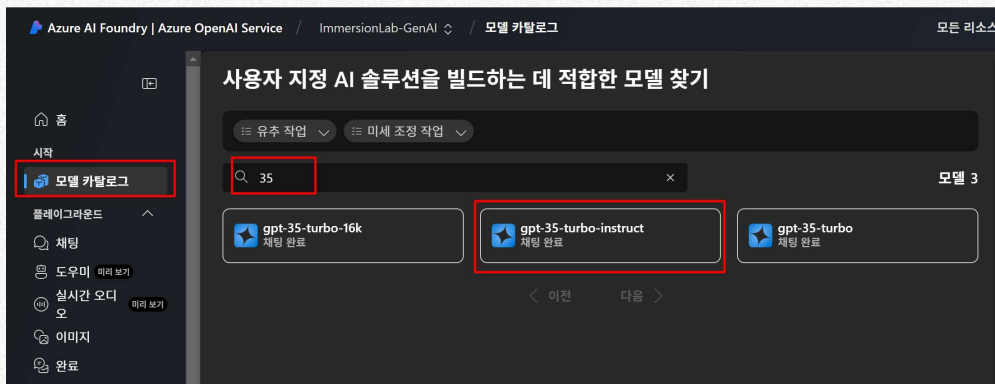 Azure AI Foundry | Azure OpenAI Service / ImmersionLab-GenAI / 모델 카탈로그
모든 리소스
사용자 지정 AI 솔루션을 빌드하는 데 적합한 모델 찾기
홈
유추 작업 미세 조정 작업
시작
모델 카탈로그
35
모델 3
플레이그라운드
gpt-35-turbo-16k
채팅 완료
gpt-35-turbo-instruct
채팅 완료
gpt-35-turbo
채팅 완료
채팅
도우미 미리 보기
실시간 오디
오
미리 보기
이전 다음
이미지
완료